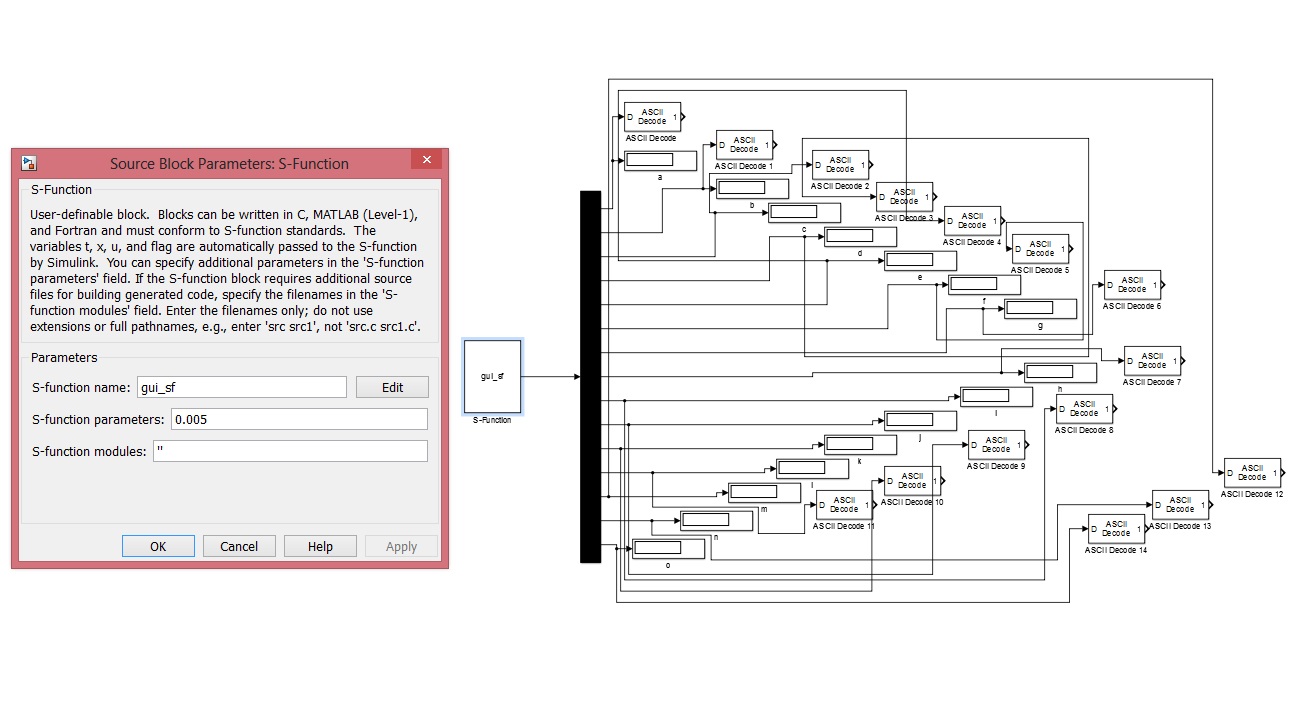 Source Block Parameters: S-Function
S-Function
User-definable block.  Blocks can be written in C, MATLAB (Level-1),
and Fortran and must conform to S-function standards.  The
variables t, x, u, and flag are automatically passed to the S-function
by Simulink.  You can specify additional parameters in the 'S-function
parameters' field. If the S-function block requires additional source
files for building generated code, specify the filenames in the 'S-
function modules' field. Enter the filenames only; do not use
extensions or full pathnames, e.g., enter 'src src1', not 'src.c src1.c'.
Parameters
S-function name: gui_sf Edit
S-function parameters: 0.005
S-function modules: ''
OK Cancel Help Apply
gui_sf
S-Function
D ASCII Decode 1
ASCII Decode
a
D ASCII Decode 1
ASCII Decode 1
b
D ASCII Decode 1
ASCII Decode 2
c
D ASCII Decode 1
ASCII Decode 3
d
D ASCII Decode 1
ASCII Decode 4
e
D ASCII Decode 1
ASCII Decode 5
f
g
D ASCII Decode 1
ASCII Decode 6
D ASCII Decode 1
ASCII Decode 7
h
i
D ASCII Decode 1
ASCII Decode 8
j
D ASCII Decode 1
ASCII Decode 9
k
l
D ASCII Decode 1
ASCII Decode 10
m
D ASCII Decode 1
ASCII Decode 11
n
o
D ASCII Decode 1
ASCII Decode 12
D ASCII Decode 1
ASCII Decode 13
D ASCII Decode 1
ASCII Decode 14